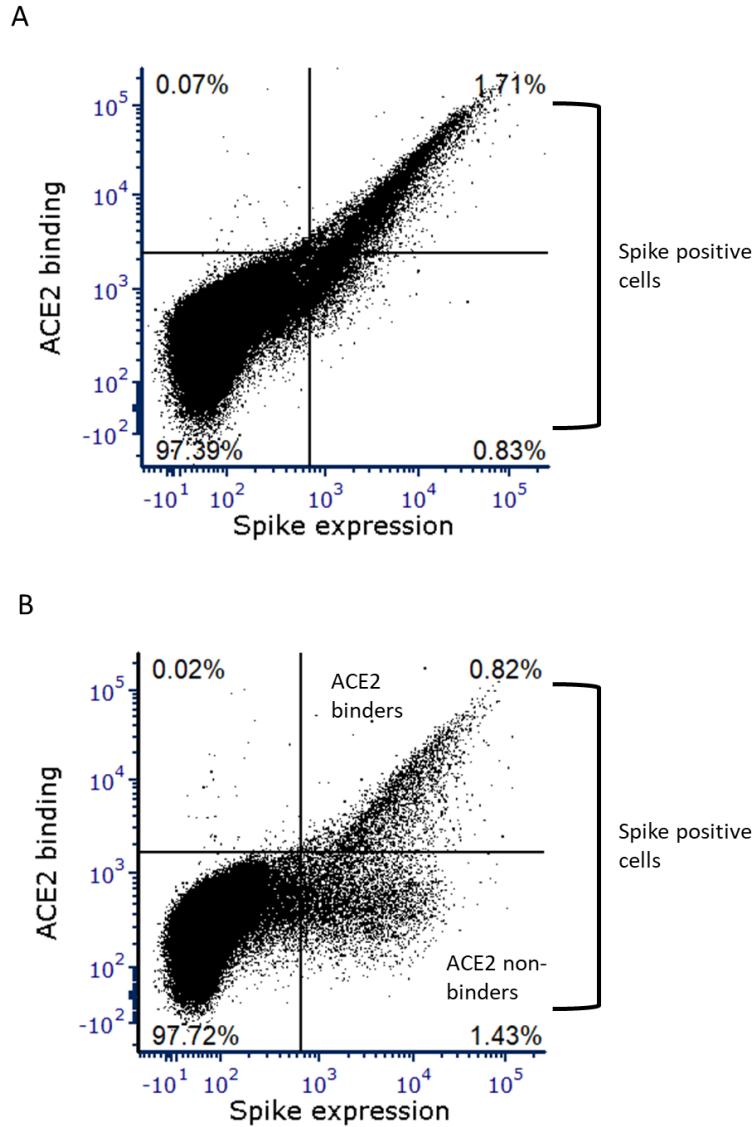 A
0.07%
1.71%
10^5
10^4
10^3
10^2
-10^2
ACE2 binding
Spike positive
cells
97.39%
0.83%
-10^1 10^2 10^3 10^4 10^5
Spike expression
B
0.02%
0.82%
ACE2
binders
10^5
10^4
10^3
10^2
-10^2
ACE2 binding
Spike positive
cells
ACE2 non-
binders
97.72%
1.43%
-10^1 10^2 10^3 10^4 10^5
Spike expression